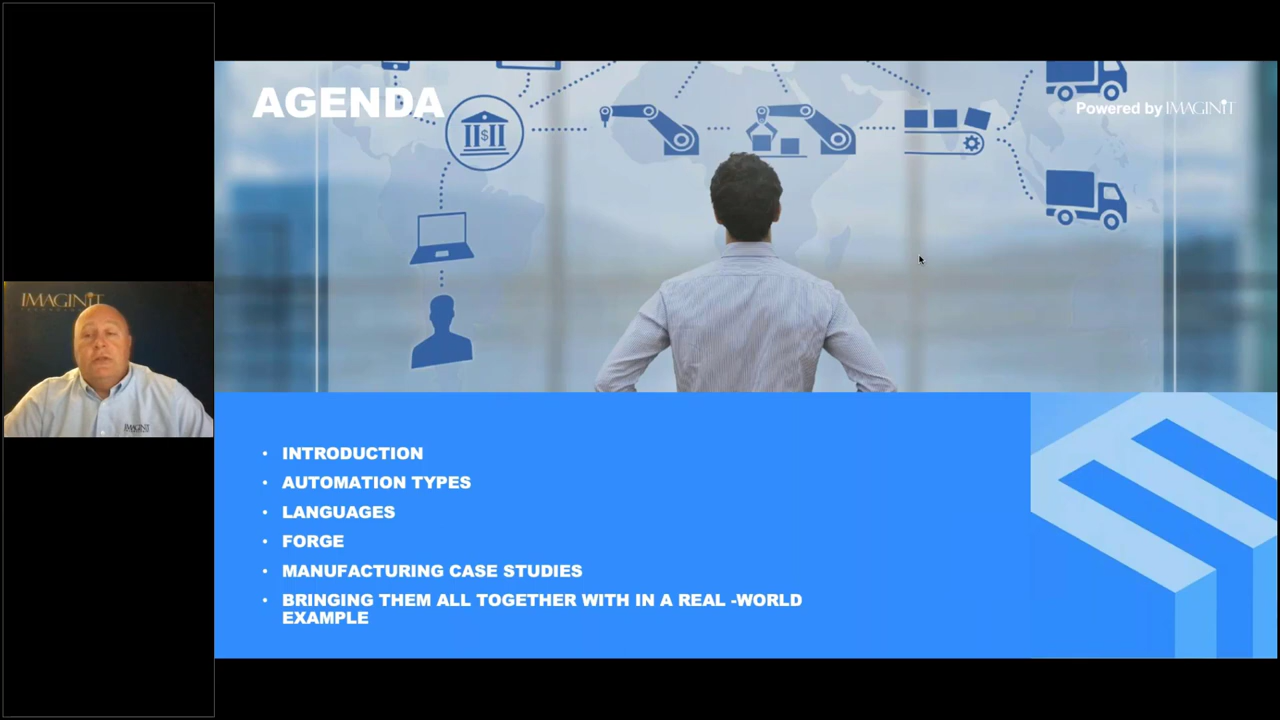 AGENDA
Powered by IMAGINiT
$
IMAGINiT
IMAGINiT
INTRODUCTION
AUTOMATION TYPES
LANGUAGES
FORGE
MANUFACTURING CASE STUDIES
BRINGING THEM ALL TOGETHER WITH IN A REAL -WORLD
EXAMPLE